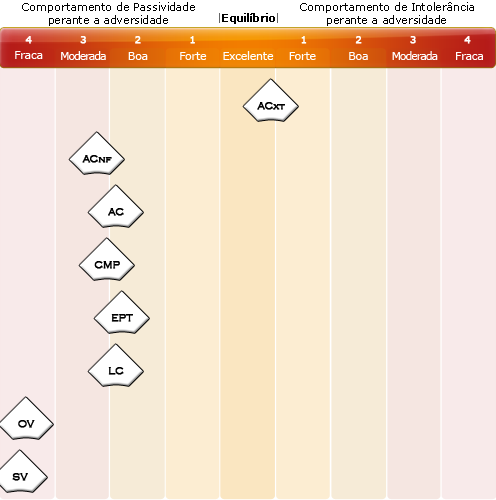 Comportamento de Passividade
perante a adversidade
|Equilíbrio|
Comportamento de Intolerância
perante a adversidade
4 3 2 1 1 2 3 4
Fraca Moderada Boa Forte Excelente Forte Boa Moderada Fraca
ACXT
ACNF
AC
CMP
EPT
LC
OV
SV